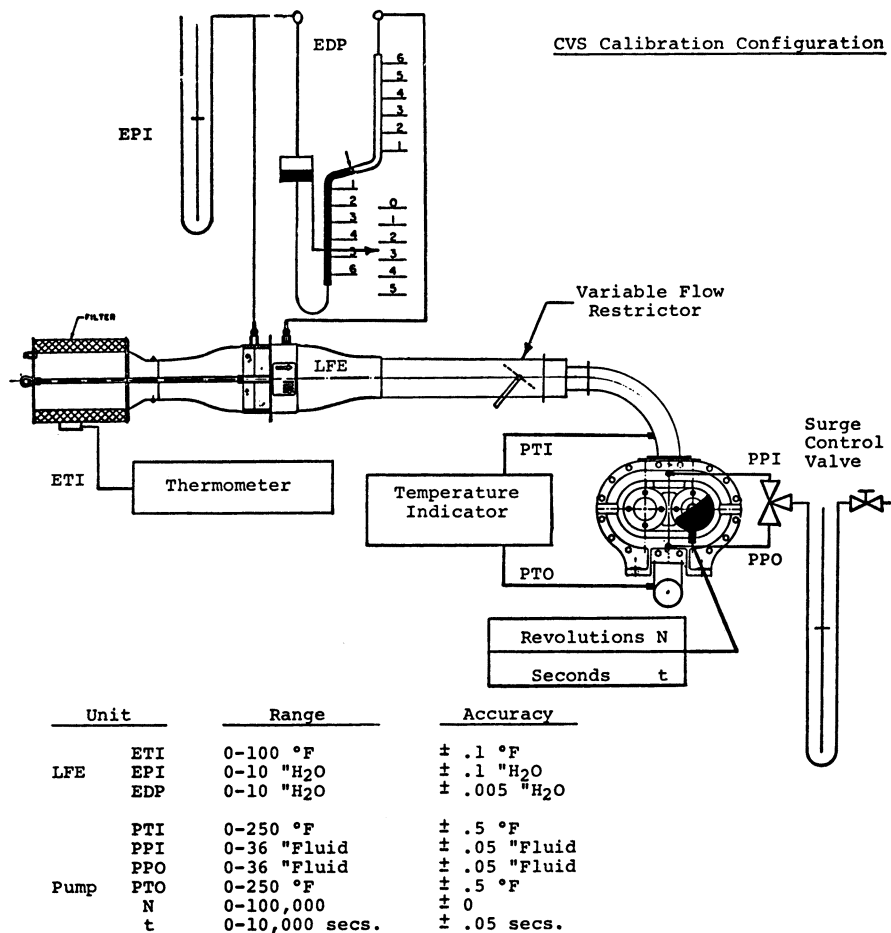 CVS Calibration Configuration
EDP
EPI
6
5
4
3
2
1
1
2
3
4
5
6
0
1
2
3
4
5
Variable Flow
Restrictor
FILTER
LFE
Surge
Control
Valve
PTI
PPI
ETI
Thermometer
Temperature
Indicator
PTO
PPO
Revolutions N
Seconds t
Unit Range Accuracy
ETI 0-100 °F ± .1 °F
LFE EPI 0-10 "H₂O ± .1 "H₂O
EDP 0-10 "H₂O ± .005 "H₂O
PTI 0-250 °F ± .5 °F
PPI 0-36 "Fluid ± .05 "Fluid
PPO 0-36 "Fluid ± .05 "Fluid
Pump PTO 0-250 °F ± .5 °F
N 0-100,000 ± 0
t 0-10,000 secs. ± .05 secs.